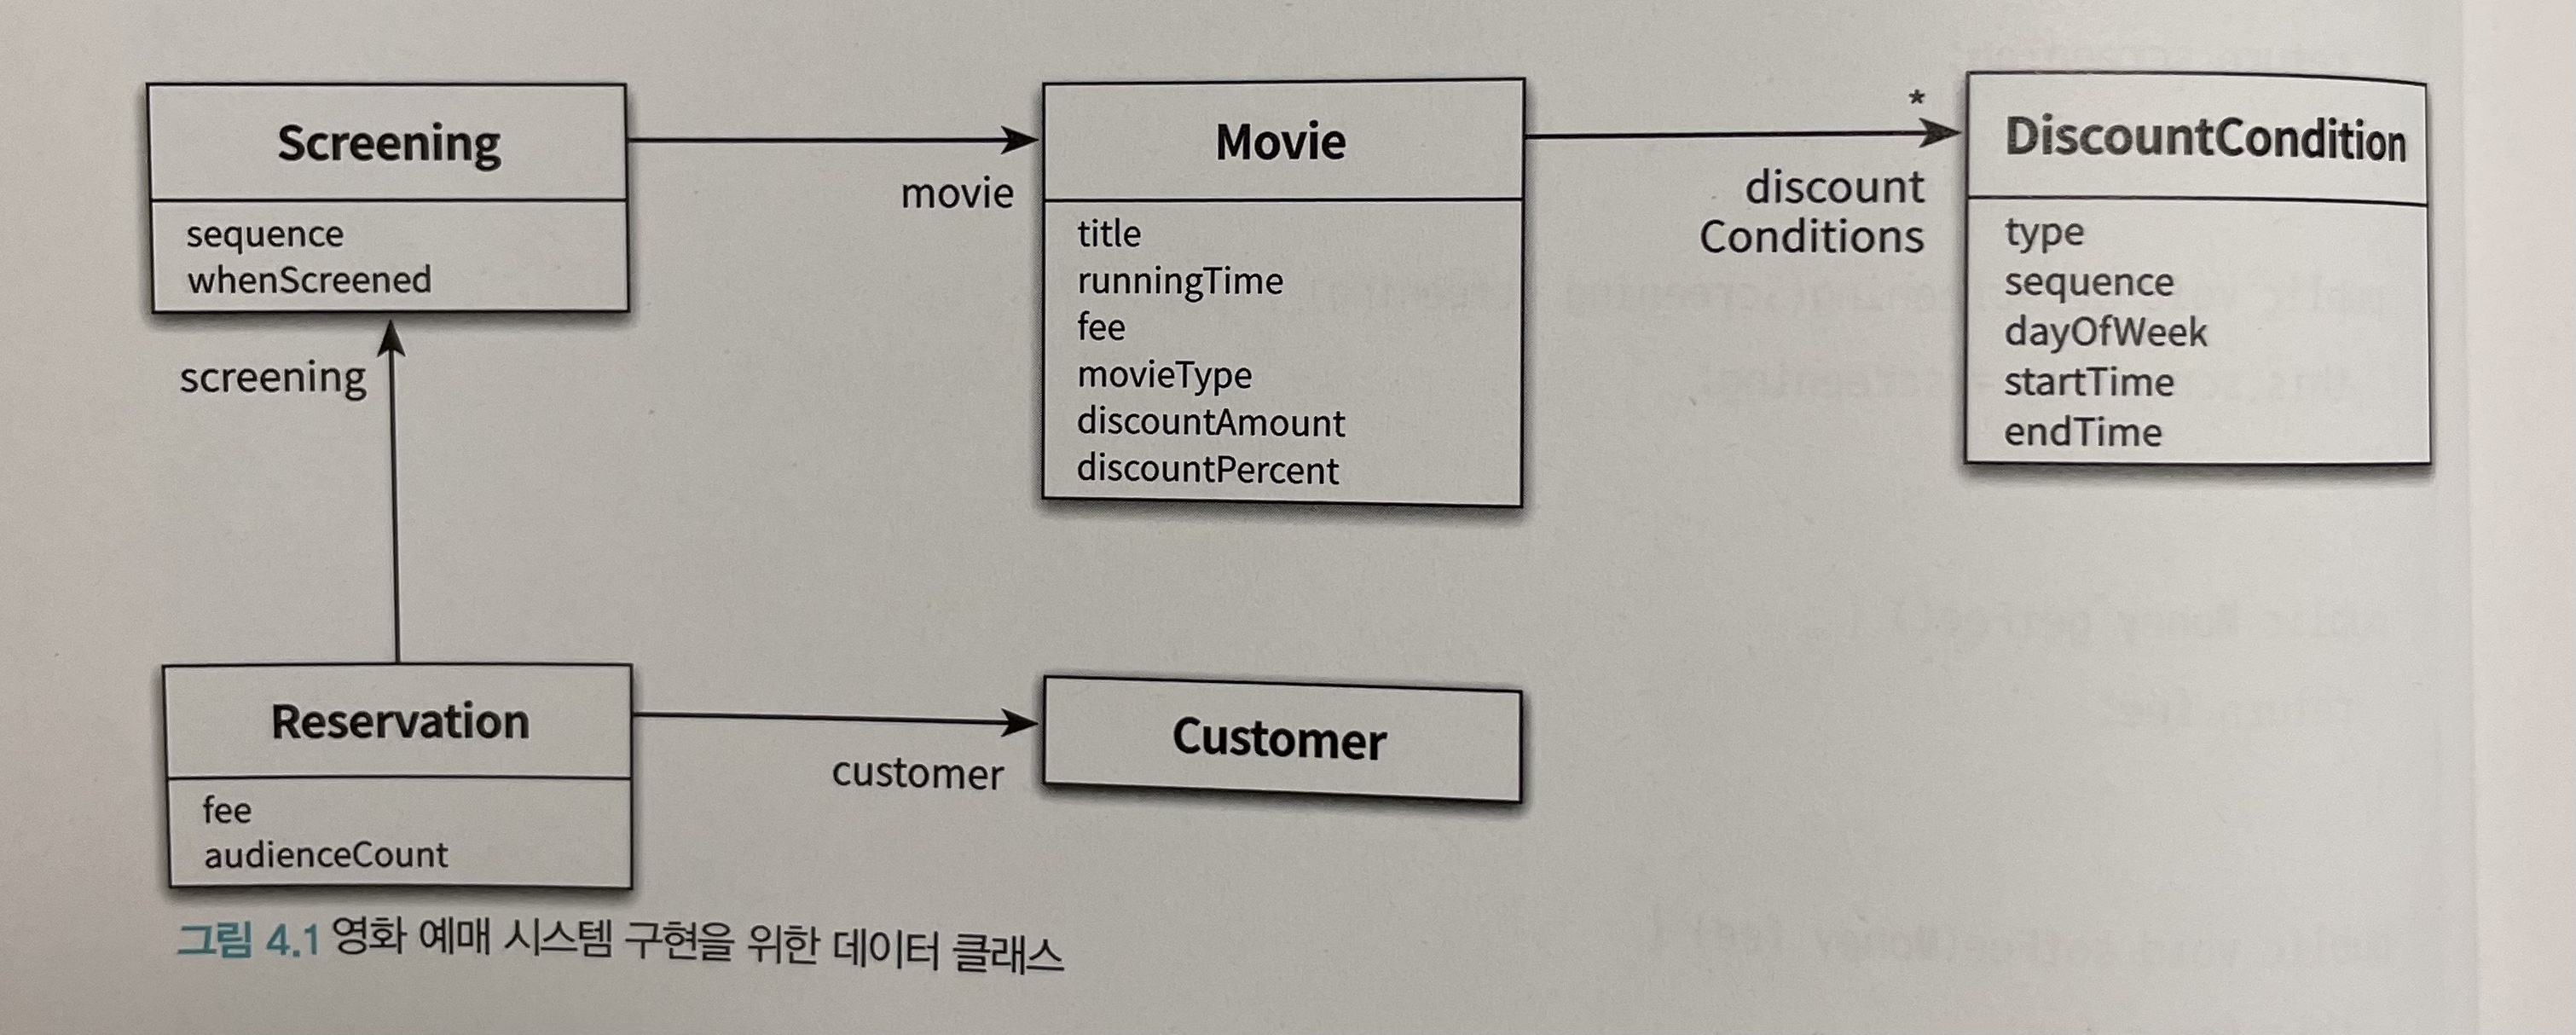 Screening
sequence
whenScreened
movie
Movie
title
runningTime
fee
movieType
discountAmount
discountPercent
*
discount
Conditions
DiscountCondition
type
sequence
dayOfWeek
startTime
endTime
screening
Reservation
fee
audienceCount
customer
Customer
그림 4.1 영화 예매 시스템 구현을 위한 데이터 클래스